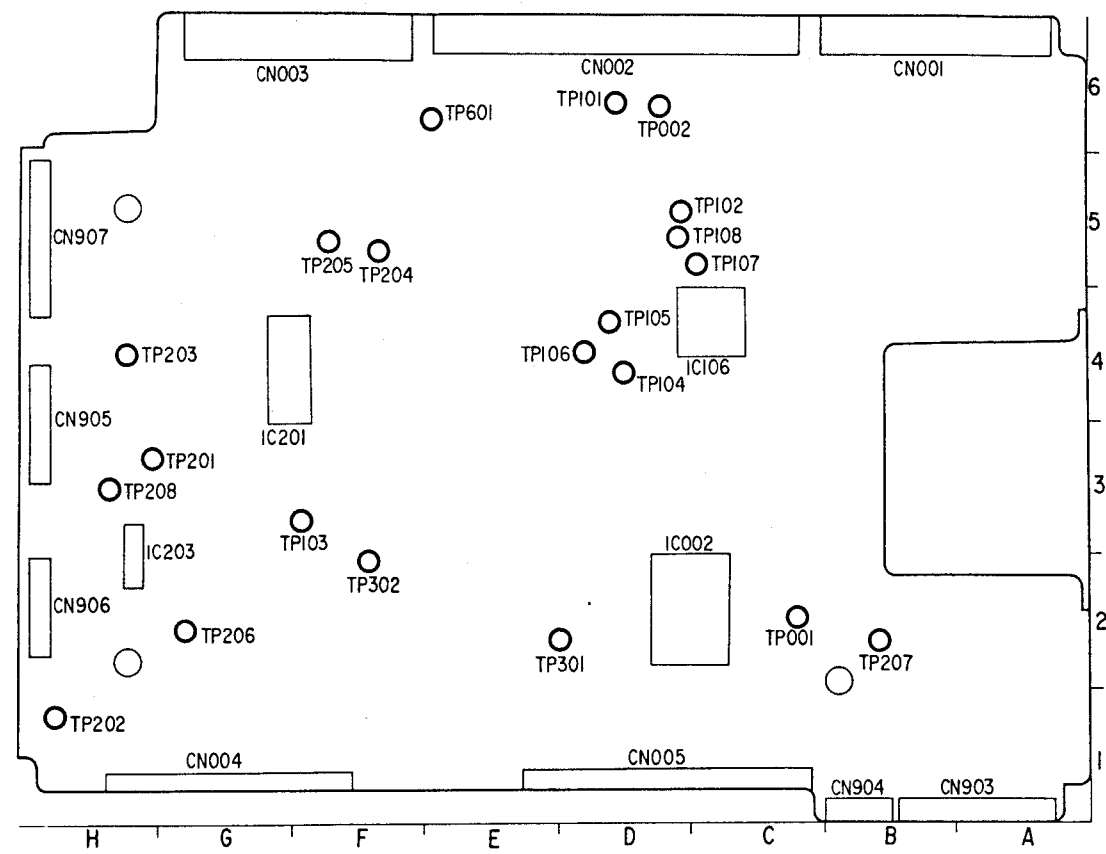 CN003
CN002
CN001
6
TP601
TP101
TP002
TP102
5
CN907
TP108
TP205
TP204
TP107
TP105
TP203
TP106
IC106
4
TP104
CN905
IC201
TP201
TP208
3
TP103
IC203
IC002
TP302
CN906
2
TP206
TP001
TP301
TP207
TP202
CN004
CN005
1
CN904
CN903
H G F E D C B A